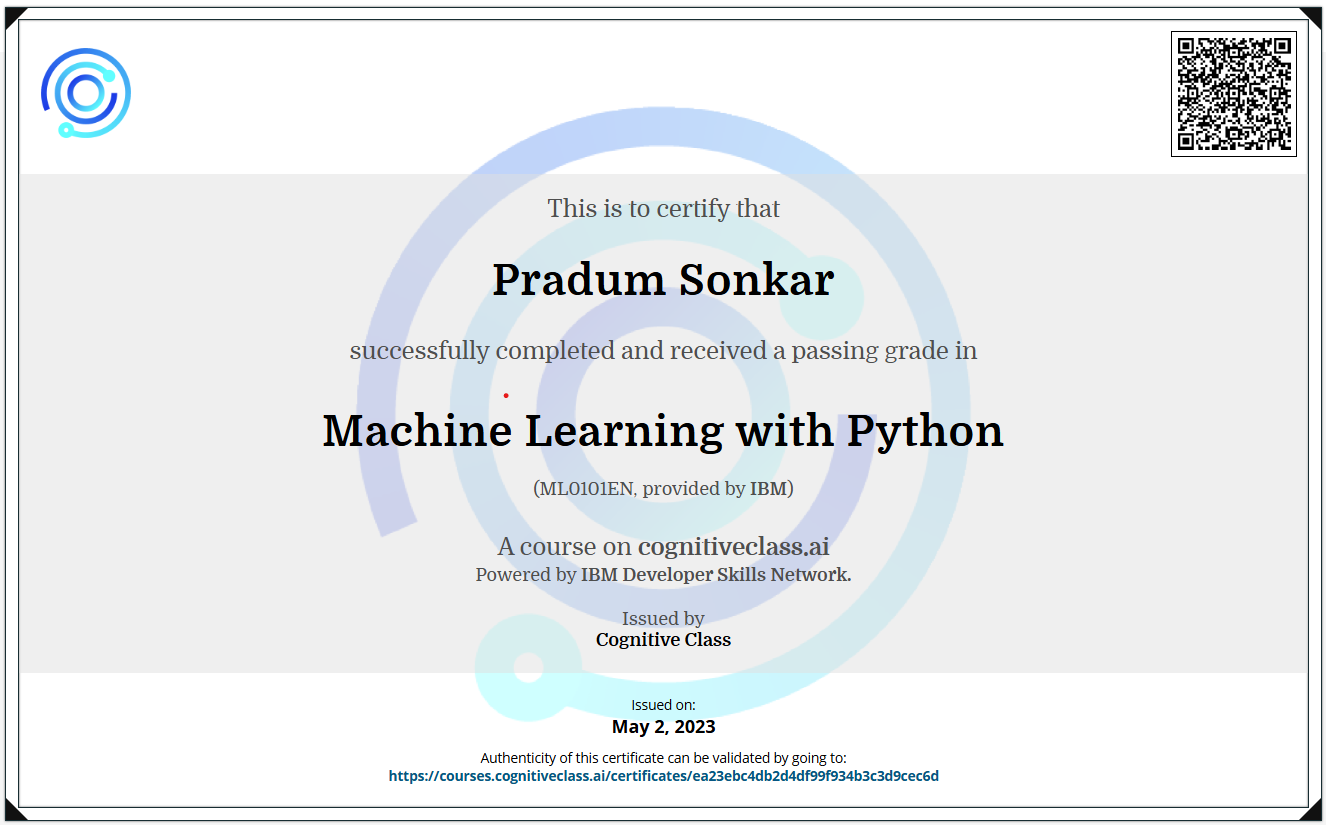 This is to certify that
Pradum Sonkar
successfully completed and received a passing grade in
Machine Learning with Python
(ML0101EN, provided by IBM)
A course on cognitiveclass.ai
Powered by IBM Developer Skills Network.
Issued by
Cognitive Class
Issued on:
May 2, 2023
Authenticity of this certificate can be validated by going to:
https://courses.cognitiveclass.ai/certificates/ea23ebc4db2d4df99f934b3c3d9cec6d